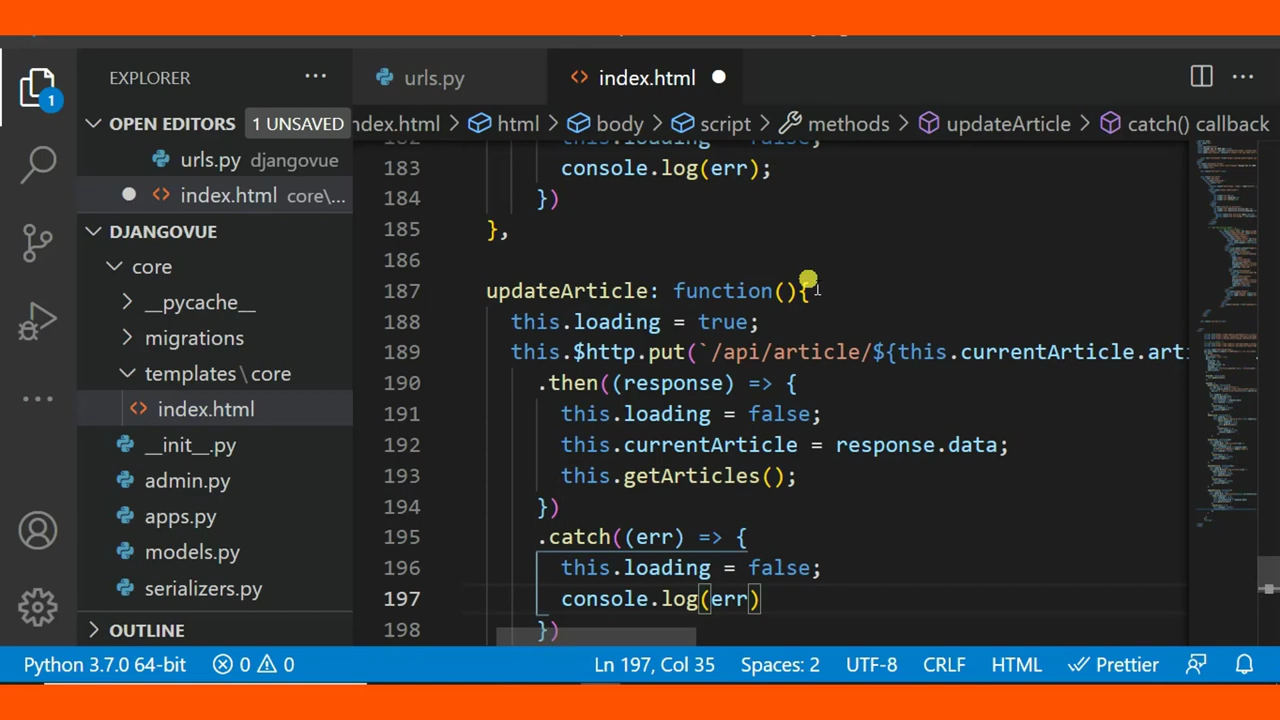 EXPLORER
urls.py
index.html
OPEN EDITORS
1 UNSAVED
ndex.html > html > body > script > methods > updateArticle > catch() callback
urls.py djangovue
index.html core\...
DJANGOVUE
core
__pycache__
migrations
templates\core
index.html
__init__.py
admin.py
apps.py
models.py
serializers.py
OUTLINE
1
183 console.log(err);
184 })
185 },
186
187 updateArticle: function(){
188 this.loading = true;
189 this.$http.put(`/api/article/${this.currentArticle.arti
190 .then((response) => {
191 this.loading = false;
192 this.currentArticle = response.data;
193 this.getArticles();
194 })
195 .catch((err) => {
196 this.loading = false;
197 console.log(err)
198 })
Python 3.7.0 64-bit 0 0 Ln 197, Col 35 Spaces: 2 UTF-8 CRLF HTML Prettier